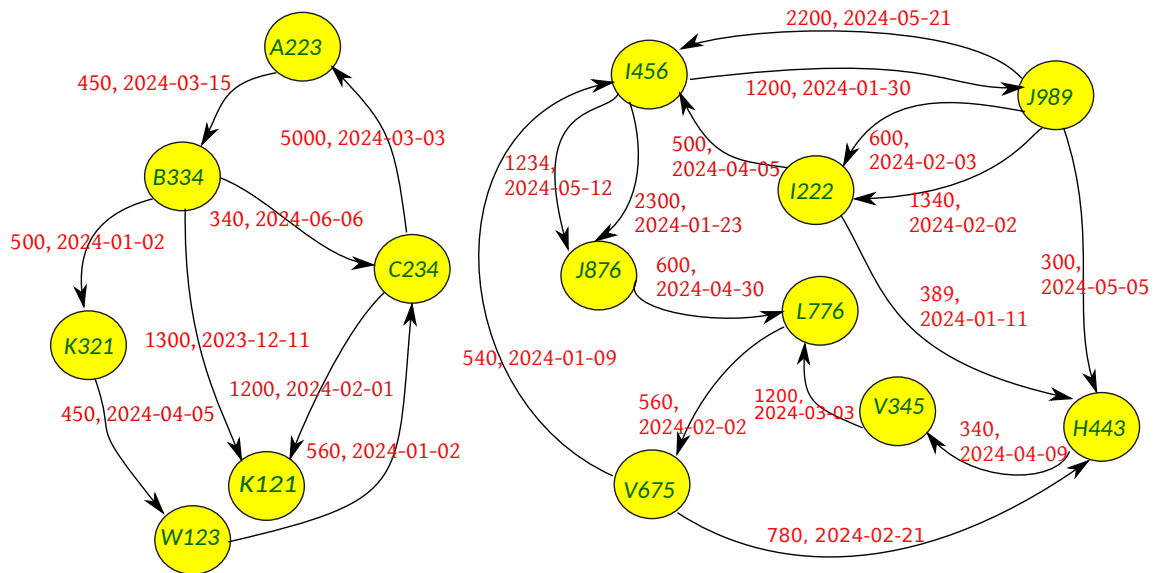 2200, 2024-05-21
A223
I456
450, 2024-03-15
1200, 2024-01-30
J989
5000, 2024-03-03
500,
2024-04-05
600,
2024-02-03
1234,
2024-05-12
B334
I222
340, 2024-06-06
2300,
2024-01-23
1340,
2024-02-02
500, 2024-01-02
C234
J876
600,
2024-04-30
300,
2024-05-05
L776
389,
2024-01-11
K321
1300, 2023-12-11
540, 2024-01-09
1200, 2024-02-01
450, 2024-04-05
560,
2024-02-02
1200,
2024-03-03
V345
H443
340,
2024-04-09
560, 2024-01-02
K121
V675
W123
780, 2024-02-21